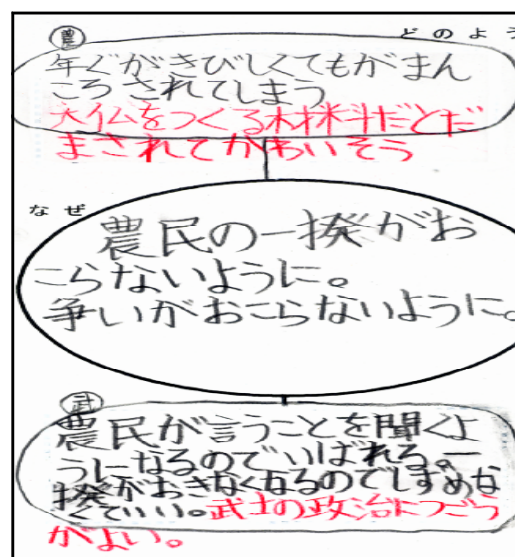 どのよう
農
年ぐがきびしくてもがまん
ころされてしまう
大仏をつくる木材料だとだ
まされてかわいそう
なぜ
農民の一揆がお
こらないように。
争いがおこらないように。
武
農民が言うことを聞くよ
うになるのでいばれる。一
揆がおきなくなるのでしずめな
くていい。武士の政治につごう
がよい。